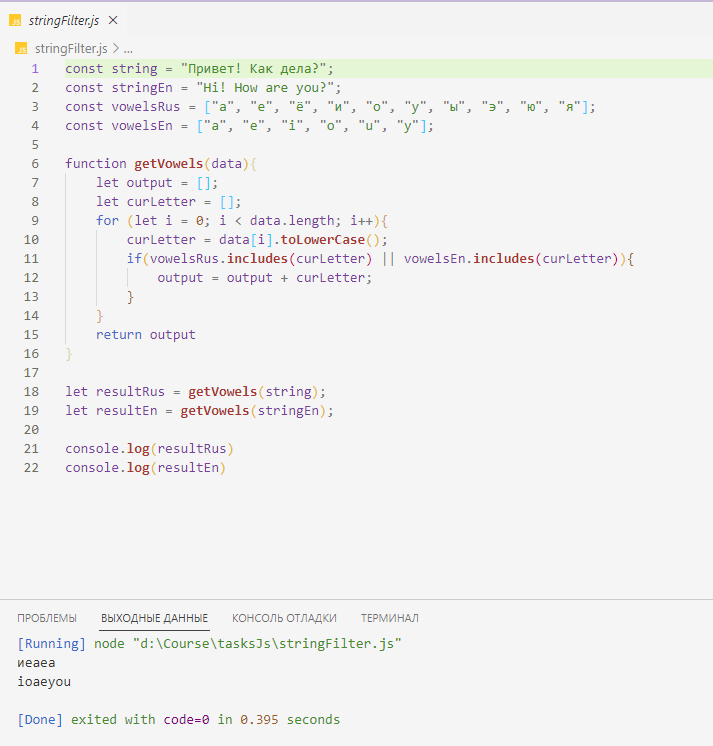 JS stringFilter.js ×
JS stringFilter.js > ...
1 const string = "Привет! Как дела?";
2 const stringEn = "Hi! How are you?";
3 const vowelsRus = ["а", "е", "ё", "и", "о", "у", "ы", "э", "ю", "я"];
4 const vowelsEn = ["a", "e", "i", "o", "u", "y"];
5
6 function getVowels(data){
7     let output = [];
8     let curLetter = [];
9     for (let i = 0; i < data.length; i++){
10         curLetter = data[i].toLowerCase();
11         if(vowelsRus.includes(curLetter) || vowelsEn.includes(curLetter)){
12             output = output + curLetter;
13         }
14     }
15     return output
16 }
17
18 let resultRus = getVowels(string);
19 let resultEn = getVowels(stringEn);
20
21 console.log(resultRus)
22 console.log(resultEn)
ПРОБЛЕМЫ ВЫХОДНЫЕ ДАННЫЕ КОНСОЛЬ ОТЛАДКИ ТЕРМИНАЛ
[Running] node "d:\Course\tasksJs\stringFilter.js"
иеаеа
ioaeyou
[Done] exited with code=0 in 0.395 seconds